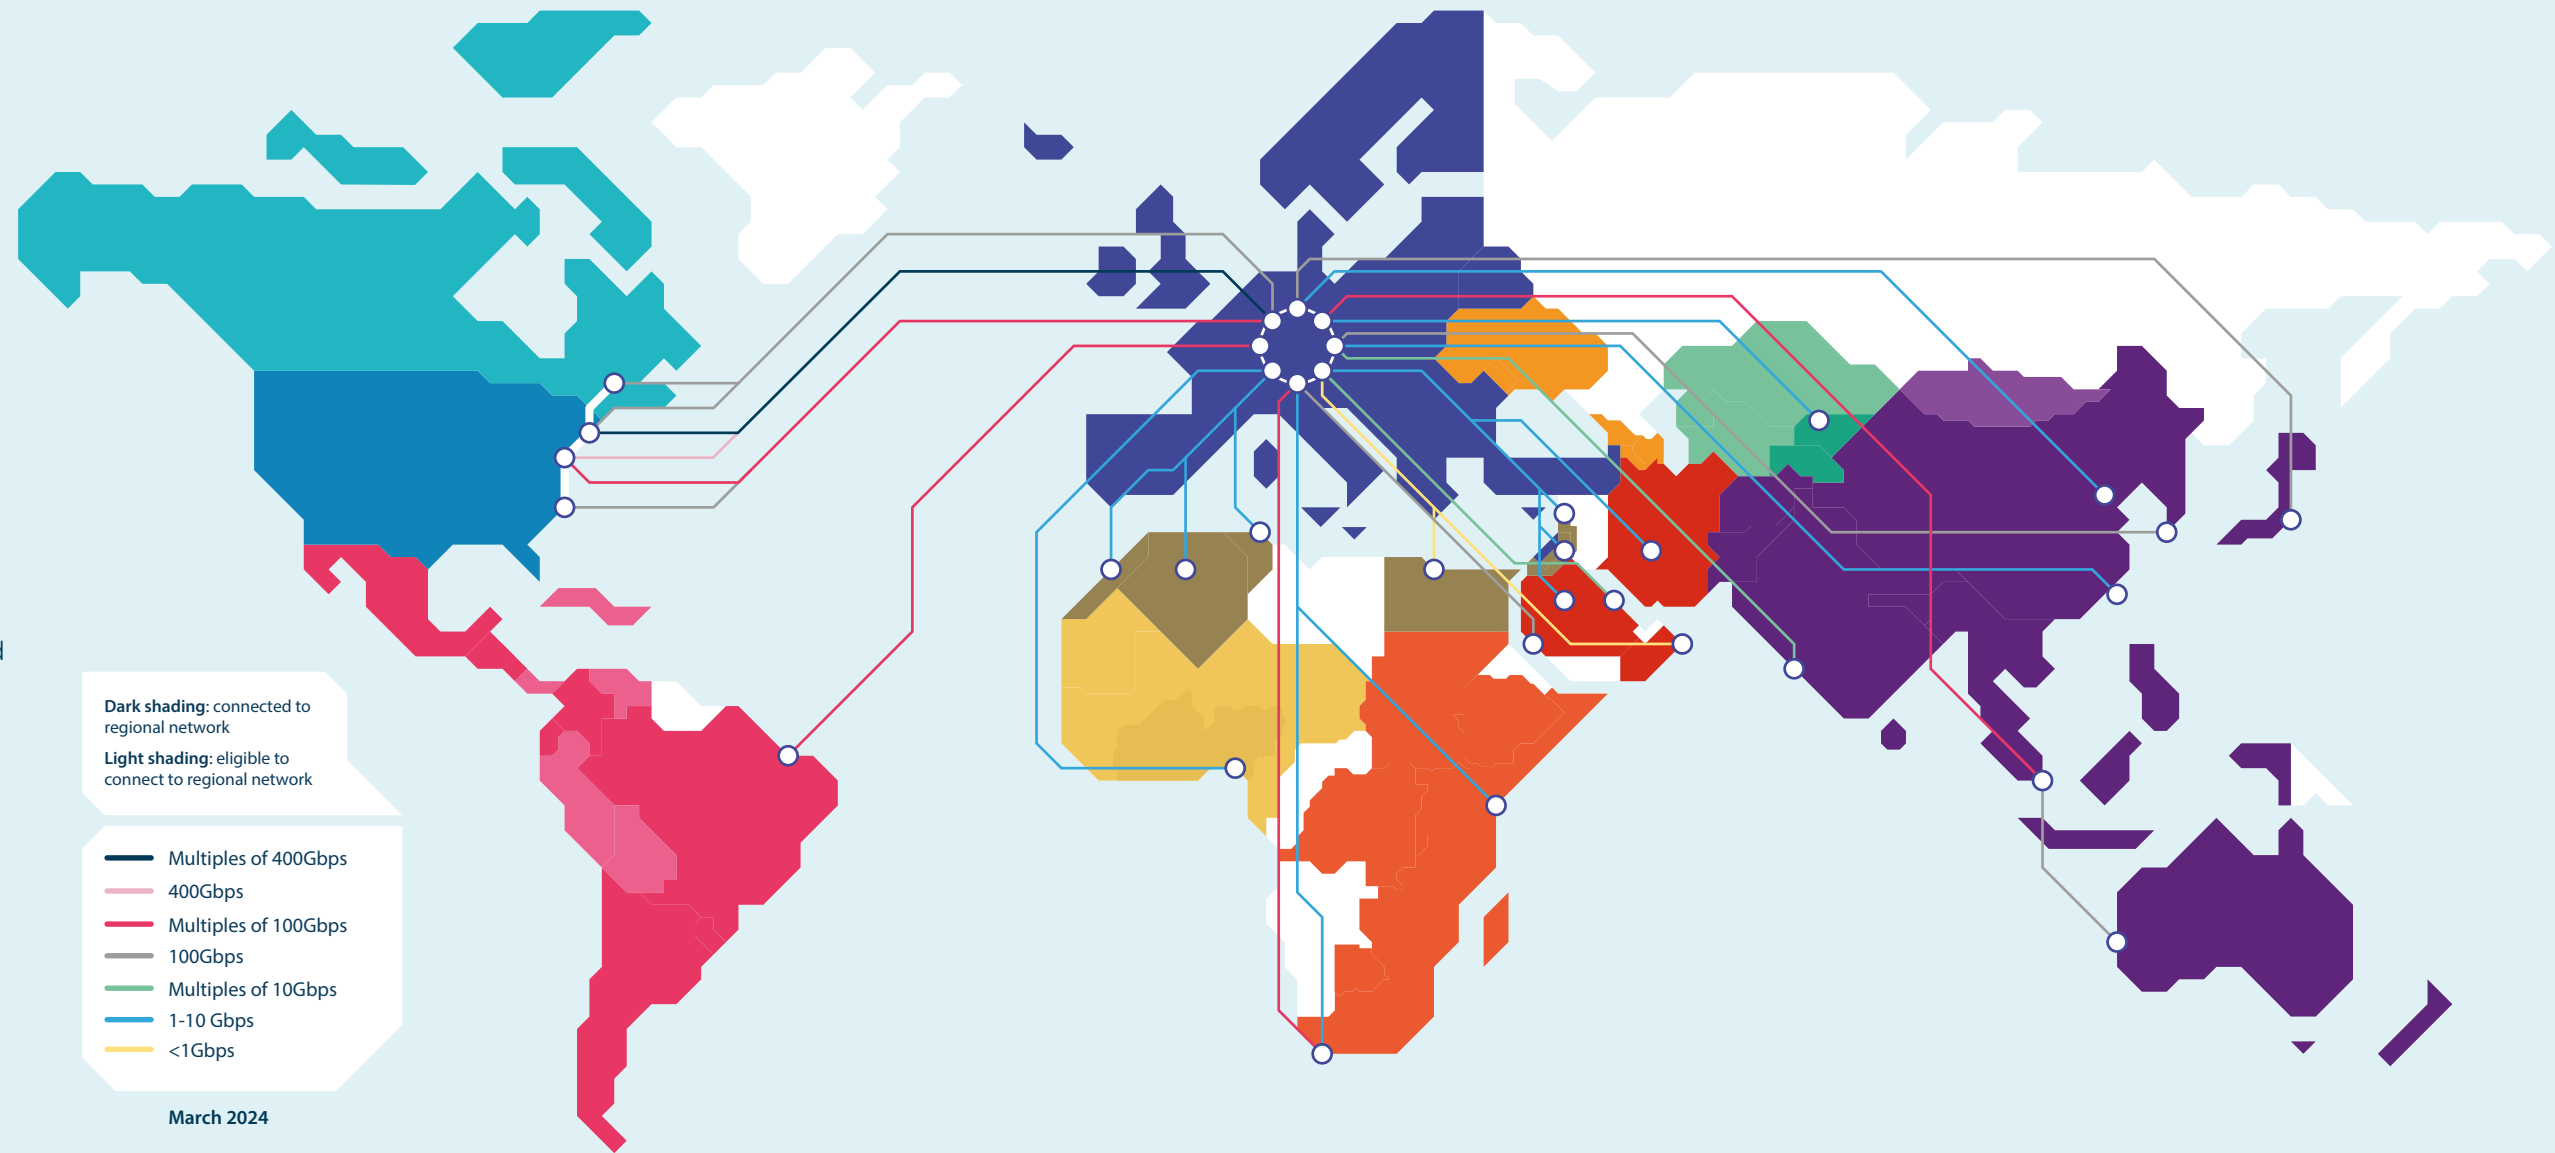 Dark shading: connected to
regional network
Light shading: eligible to
connect to regional network
Multiples of 400Gbps
400Gbps
Multiples of 100Gbps
100Gbps
Multiples of 10Gbps
1-10 Gbps
<1Gbps
March 2024